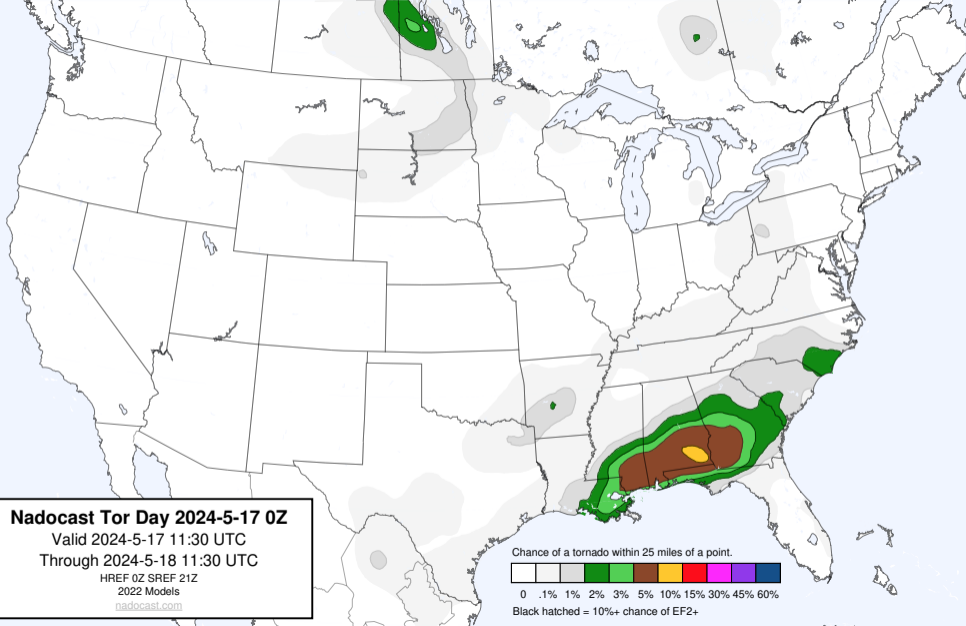 Nadocast Tor Day 2024-5-17 0Z
Valid 2024-5-17 11:30 UTC
Through 2024-5-18 11:30 UTC
HREF 0Z SREF 21Z
2022 Models
nadocast.com
Chance of a tornado within 25 miles of a point.
0 .1% 1% 2% 3% 5% 10% 15% 30% 45% 60%
Black hatched = 10%+ chance of EF2+